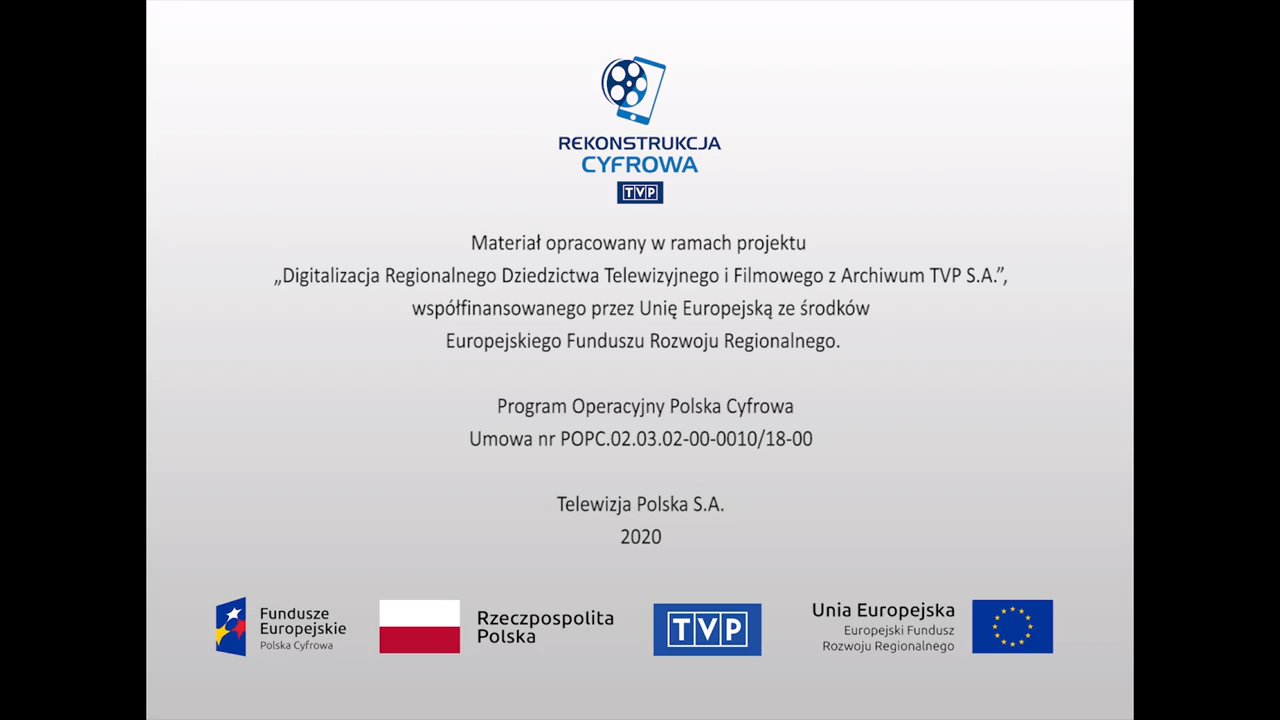 REKONSTRUKCJA
CYFROWA
TVP
Materiał opracowany w ramach projektu
„Digitalizacja Regionalnego Dziedzictwa Telewizyjnego i Filmowego z Archiwum TVP S.A.”,
współfinansowanego przez Unię Europejską ze środków
Europejskiego Funduszu Rozwoju Regionalnego.
Program Operacyjny Polska Cyfrowa
Umowa nr POPC.02.03.02-00-0010/18-00
Telewizja Polska S.A.
2020
Fundusze
Europejskie
Polska Cyfrowa
Rzeczpospolita
Polska
TVP
Unia Europejska
Europejski Fundusz
Rozwoju Regionalnego